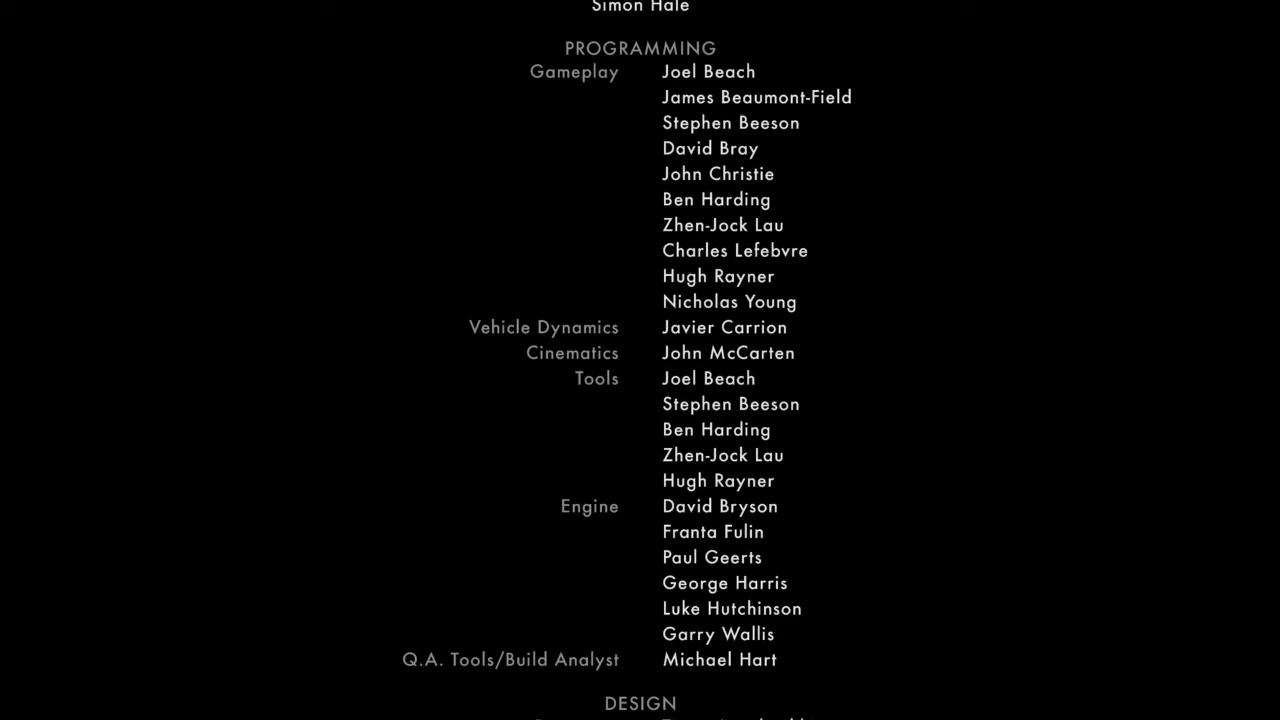 Simon Hale
PROGRAMMING
Gameplay Joel Beach
James Beaumont-Field
Stephen Beeson
David Bray
John Christie
Ben Harding
Zhen-Jock Lau
Charles Lefebvre
Hugh Rayner
Nicholas Young
Vehicle Dynamics Javier Carrion
Cinematics John McCarten
Tools Joel Beach
Stephen Beeson
Ben Harding
Zhen-Jock Lau
Hugh Rayner
Engine David Bryson
Franta Fulin
Paul Geerts
George Harris
Luke Hutchinson
Garry Wallis
Q.A. Tools/Build Analyst Michael Hart
DESIGN